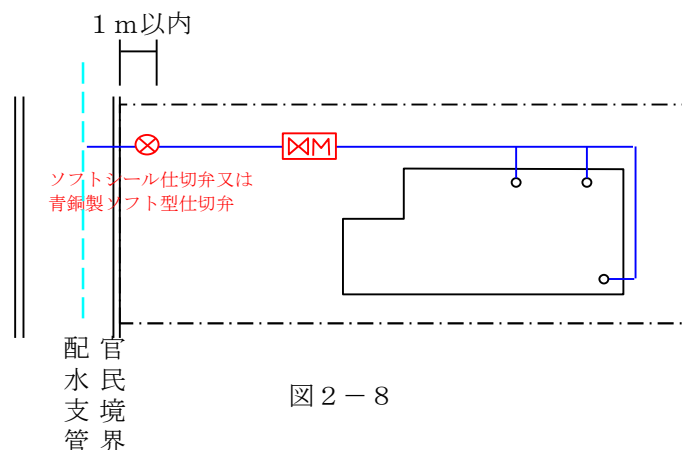 １ｍ以内
M
ソフトシール仕切弁又は
青銅製ソフト型仕切弁
配水支管
官民境界
図２－８